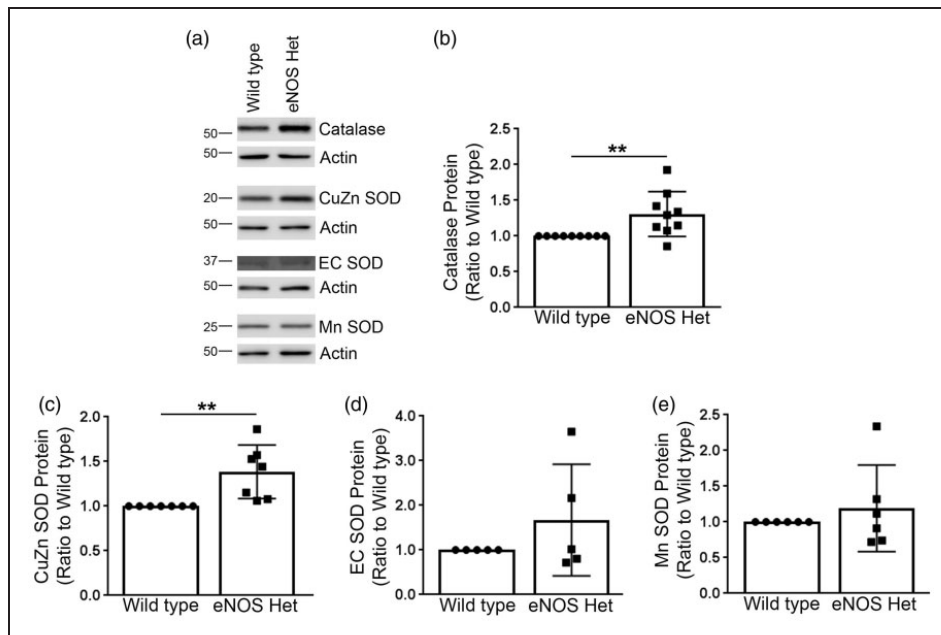 (a)
Wild type
eNOS Het
50
Catalase
50
Actin
20
CuZn SOD
50
Actin
37
EC SOD
50
Actin
25
Mn SOD
50
Actin
(b)
Catalase Protein
(Ratio to Wild type)
2.5
2.0
1.5
1.0
0.5
0.0
**
Wild type
eNOS Het
(c)
CuZn SOD Protein
(Ratio to Wild type)
2.0
1.5
1.0
0.5
0.0
**
Wild type
eNOS Het
(d)
EC SOD Protein
(Ratio to Wild type)
4.0
3.0
2.0
1.0
0.0
Wild type
eNOS Het
(e)
Mn SOD Protein
(Ratio to Wild type)
2.5
2.0
1.5
1.0
0.5
0.0
Wild type
eNOS Het